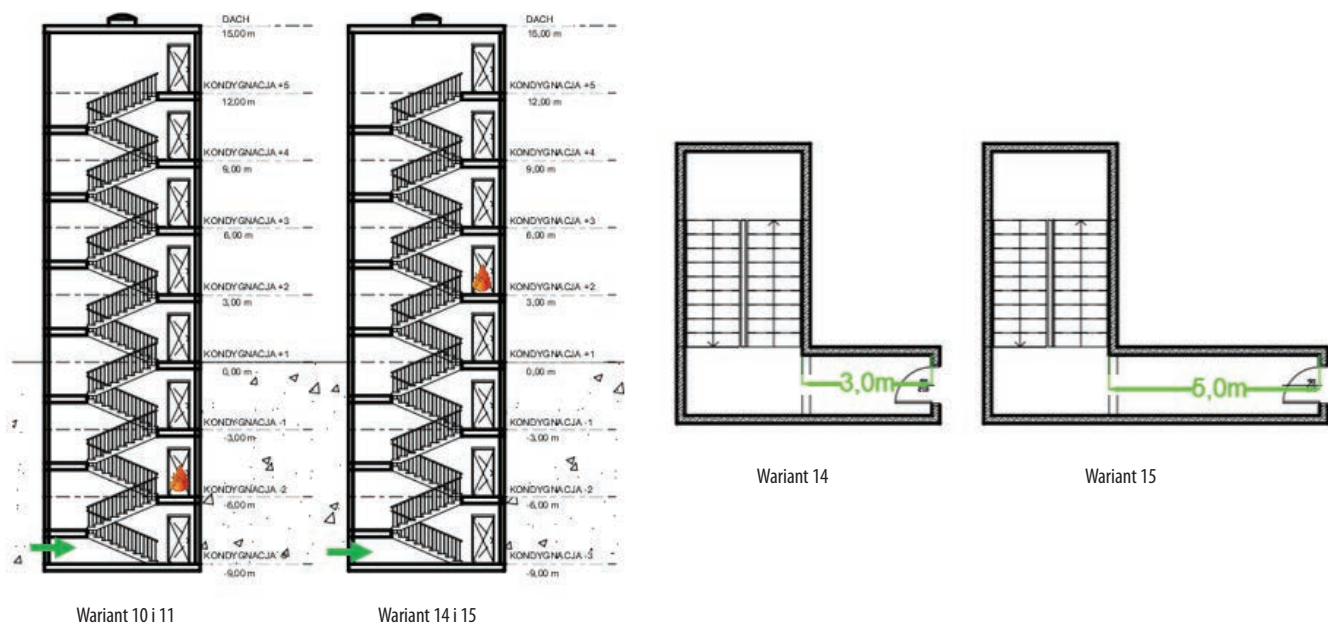 DACH
15,00 m
KONDYGNACJA +5
12,00 m
KONDYGNACJA +4
9,00 m
KONDYGNACJA +3
6,00 m
KONDYGNACJA +2
3,00 m
KONDYGNACJA +1
0,00 m
KONDYGNACJA -1
-3,00 m
KONDYGNACJA -2
-6,00 m
KONDYGNACJA
-9,00 m
Wariant 10 i 11
DACH
15,00 m
KONDYGNACJA +5
12,00 m
KONDYGNACJA +4
9,00 m
KONDYGNACJA +3
6,00 m
KONDYGNACJA +2
3,00 m
KONDYGNACJA +1
0,00 m
KONDYGNACJA -1
-3,00 m
KONDYGNACJA -2
-6,00 m
KONDYGNACJA -3
-9,00 m
Wariant 14 i 15
3,0m
Wariant 14
5,0m
Wariant 15